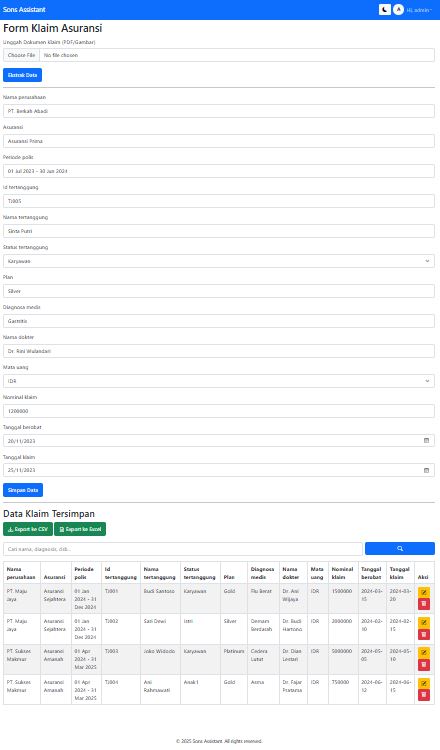 Sons Assistant
A Hi, admin
Form Klaim Asuransi
Unggah Dokumen klaim (PDF/Gambar)
Choose File No file chosen
Ekstrak Data
Nama perusahaan
PT. Berkah Abadi
Asuransi
Asuransi Prima
Periode polis
01 Jul 2023 - 30 Jun 2024
Id tertanggung
TJ005
Nama tertanggung
Sinta Putri
Status tertanggung
Karyawan
Plan
Silver
Diagnosa medis
Gastritis
Nama dokter
Dr. Rini Wulandari
Mata uang
IDR
Nominal klaim
1200000
Tanggal berobat
20/11/2023
Tanggal klaim
25/11/2023
Simpan Data
Data Klaim Tersimpan
Export ke CSV Export ke Excel
Cari nama, diagnosis, dsb...
Nama perusahaan Asuransi Periode polis Id tertanggung Nama tertanggung Status tertanggung Plan Diagnosa medis Nama dokter Mata uang Nominal klaim Tanggal berobat Tanggal klaim Aksi
PT. Maju Jaya Asuransi Sejahtera 01 Jan 2024 - 31 Des 2024 TJ001 Budi Santoso Karyawan Gold Flu Berat Dr. Ani Wijaya IDR 1500000 2024-03-15 2024-03-20
PT. Maju Jaya Asuransi Sejahtera 01 Jan 2024 - 31 Des 2024 TJ002 Sari Dewi Istri Silver Demam Berdarah Dr. Budi Hartono IDR 2000000 2024-02-10 2024-02-15
PT. Sukses Makmur Asuransi Amanah 01 Apr 2024 - 31 Mar 2025 TJ003 Joko Widodo Karyawan Platinum Cedera Lutut Dr. Dian Lestari IDR 5000000 2024-05-05 2024-05-10
PT. Sukses Makmur Asuransi Amanah 01 Apr 2024 - 31 Mar 2025 TJ004 Ani Rahmawati Anak1 Gold Asma Dr. Fajar Pratama IDR 750000 2024-06-12 2024-06-15
© 2025 Sons Assistant. All rights reserved.